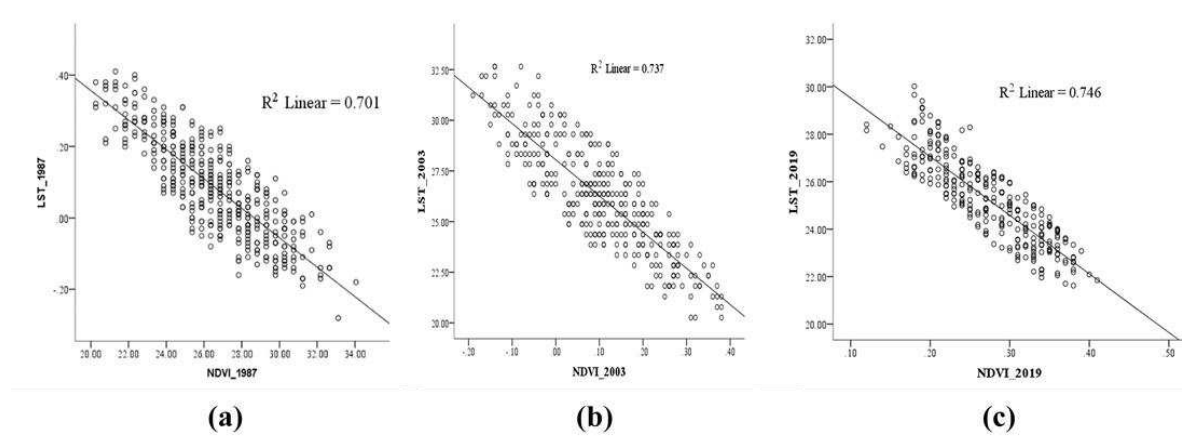 R² Linear = 0.701
LST_1987
.40
.20
.00
-.20
20.00 22.00 24.00 26.00 28.00 30.00 32.00 34.00
NDVI_1987
(a)
R² Linear = 0.737
LST_2003
32.50
30.00
27.50
25.00
22.50
20.00
-.20 .10 .00 .10 .20 .30 .40
NDVI_2003
(b)
R² Linear = 0.746
LST_2019
32.00
30.00
28.00
26.00
24.00
22.00
20.00
.10 .20 .30 .40 .50
NDVI_2019
(c)